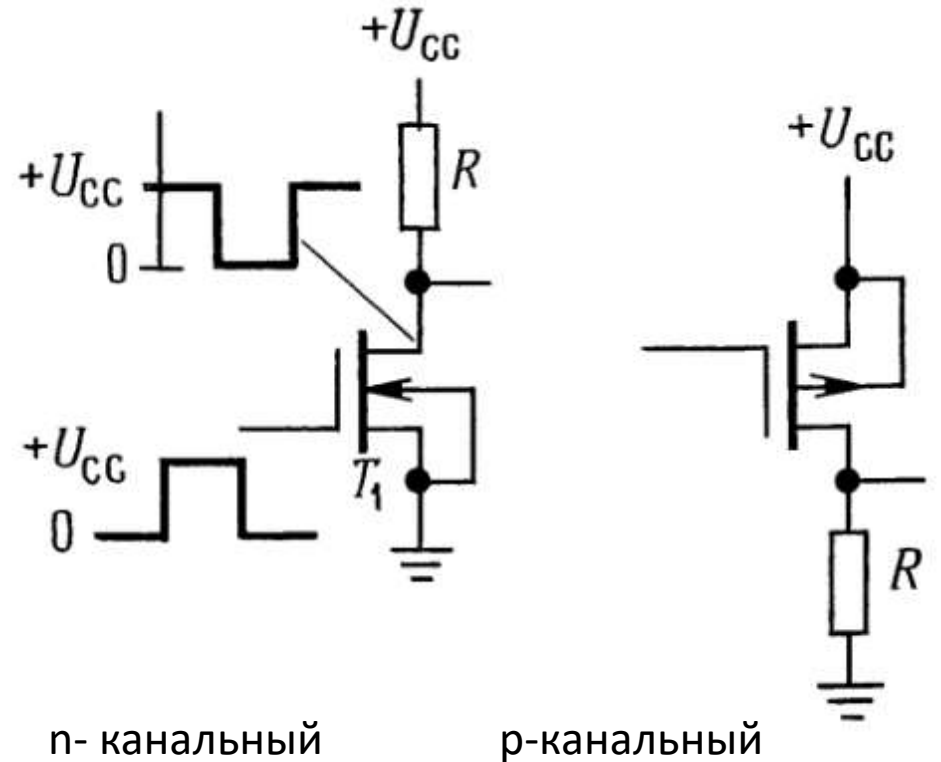 +U_CC
R
+U_CC
0
+U_CC
0
T_1
+U_CC
R
n- канальный
p-канальный